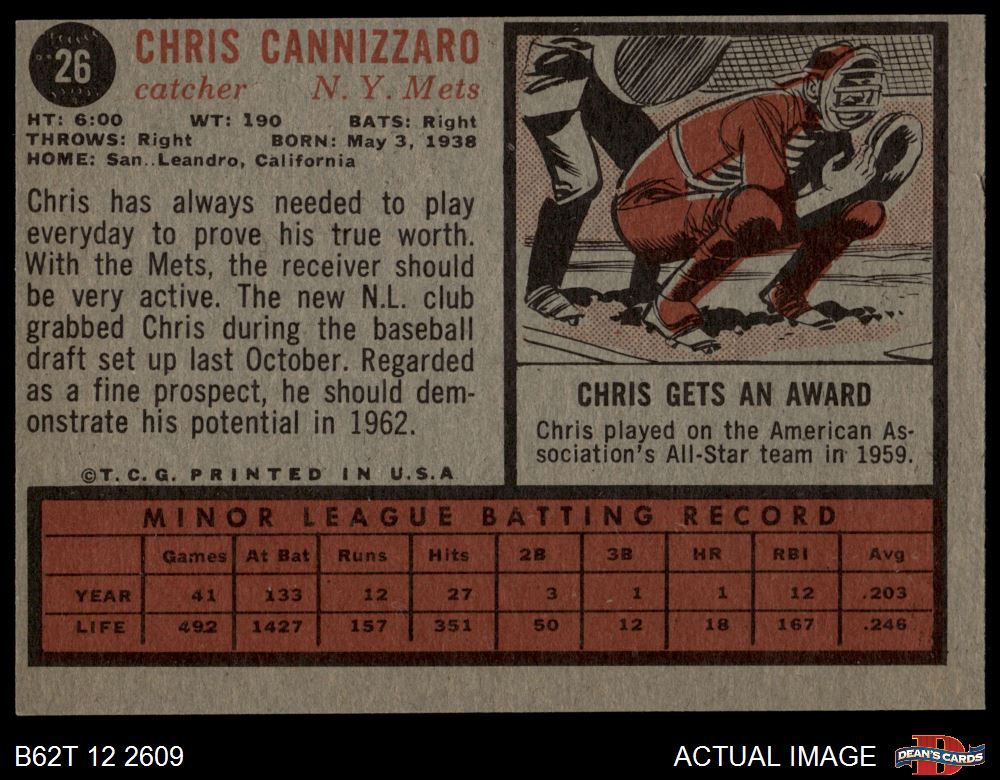 26
CHRIS CANNIZZARO
catcher N. Y. Mets
HT: 6:00 WT: 190 BATS: Right
THROWS: Right BORN: May 3, 1938
HOME: San..Leandro, California
Chris has always needed to play
everyday to prove his true worth.
With the Mets, the receiver should
be very active. The new N.L. club
grabbed Chris during the baseball
draft set up last October. Regarded
as a fine prospect, he should dem-
onstrate his potential in 1962.
©T. C. G. PRINTED IN U. S. A
CHRIS GETS AN AWARD
Chris played on the American As-
sociation's All-Star team in 1959.
MINOR LEAGUE BATTING RECORD
Games At Bat Runs Hits 2B 3B HR RBI Avg
YEAR 41 133 12 27 3 1 1 12 .203
LIFE 492 1427 157 351 50 12 18 167 .246
B62T 12 2609
ACTUAL IMAGE
D
DEAN'S CARDS